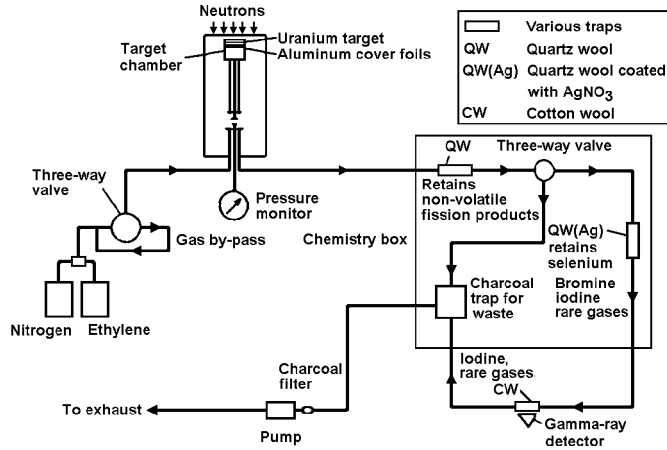 Neutrons
Uranium target
Aluminum cover foils
Target
chamber
Various traps
QW Quartz wool
QW(Ag) Quartz wool coated
with AgNO3
CW Cotton wool
Three-way
valve
Pressure
monitor
Gas by-pass
Nitrogen
Ethylene
Chemistry box
QW
Retains
non-volatile
fission products
Three-way valve
QW(Ag)
retains
selenium
Bromine
iodine
rare gases
Charcoal
trap for
waste
Iodine,
rare gases
CW
Gamma-ray
detector
Charcoal
filter
Pump
To exhaust